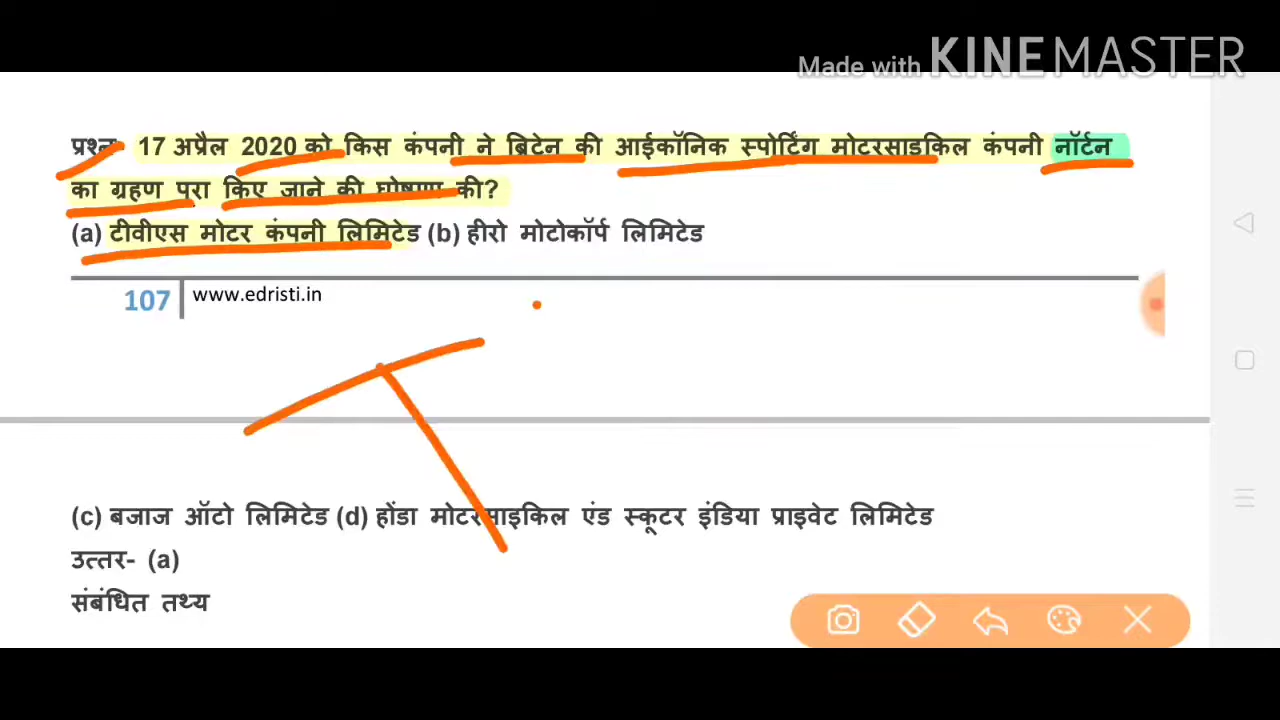 Made with KINEMASTER
प्रश्न- 17 अप्रैल 2020 को किस कंपनी ने ब्रिटेन की आईकॉनिक स्पोर्टिंग मोटरसाइकिल कंपनी नॉर्टन
का ग्रहण पूरा किए जाने की घोषणा की?
(a) टीवीएस मोटर कंपनी लिमिटेड (b) हीरो मोटोकॉर्प लिमिटेड
107 www.edristi.in
(c) बजाज ऑटो लिमिटेड (d) होंडा मोटरसाइकिल एंड स्कूटर इंडिया प्राइवेट लिमिटेड
उत्तर- (a)
संबंधित तथ्य